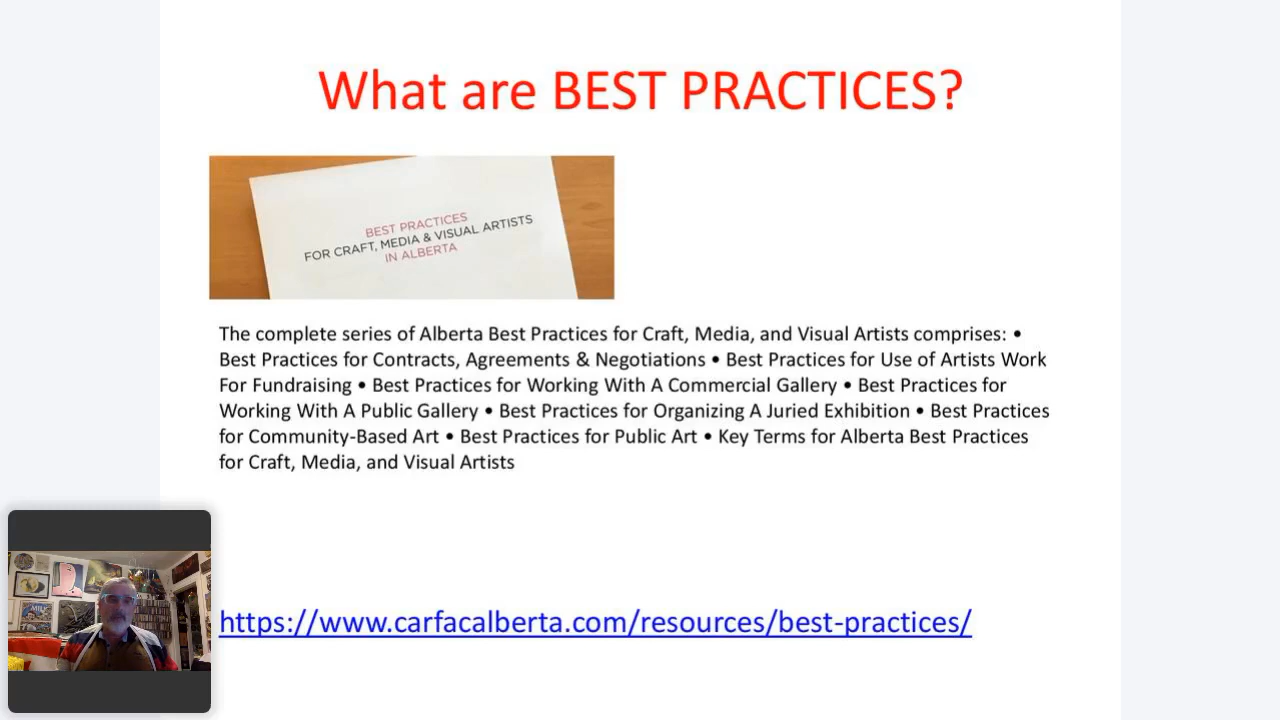 What are BEST PRACTICES?
BEST PRACTICES
FOR CRAFT, MEDIA & VISUAL ARTISTS
IN ALBERTA
The complete series of Alberta Best Practices for Craft, Media, and Visual Artists comprises: •
Best Practices for Contracts, Agreements & Negotiations • Best Practices for Use of Artists Work
For Fundraising • Best Practices for Working With A Commercial Gallery • Best Practices for
Working With A Public Gallery • Best Practices for Organizing A Juried Exhibition • Best Practices
for Community-Based Art • Best Practices for Public Art • Key Terms for Alberta Best Practices
for Craft, Media, and Visual Artists
https://www.carfacalberta.com/resources/best-practices/